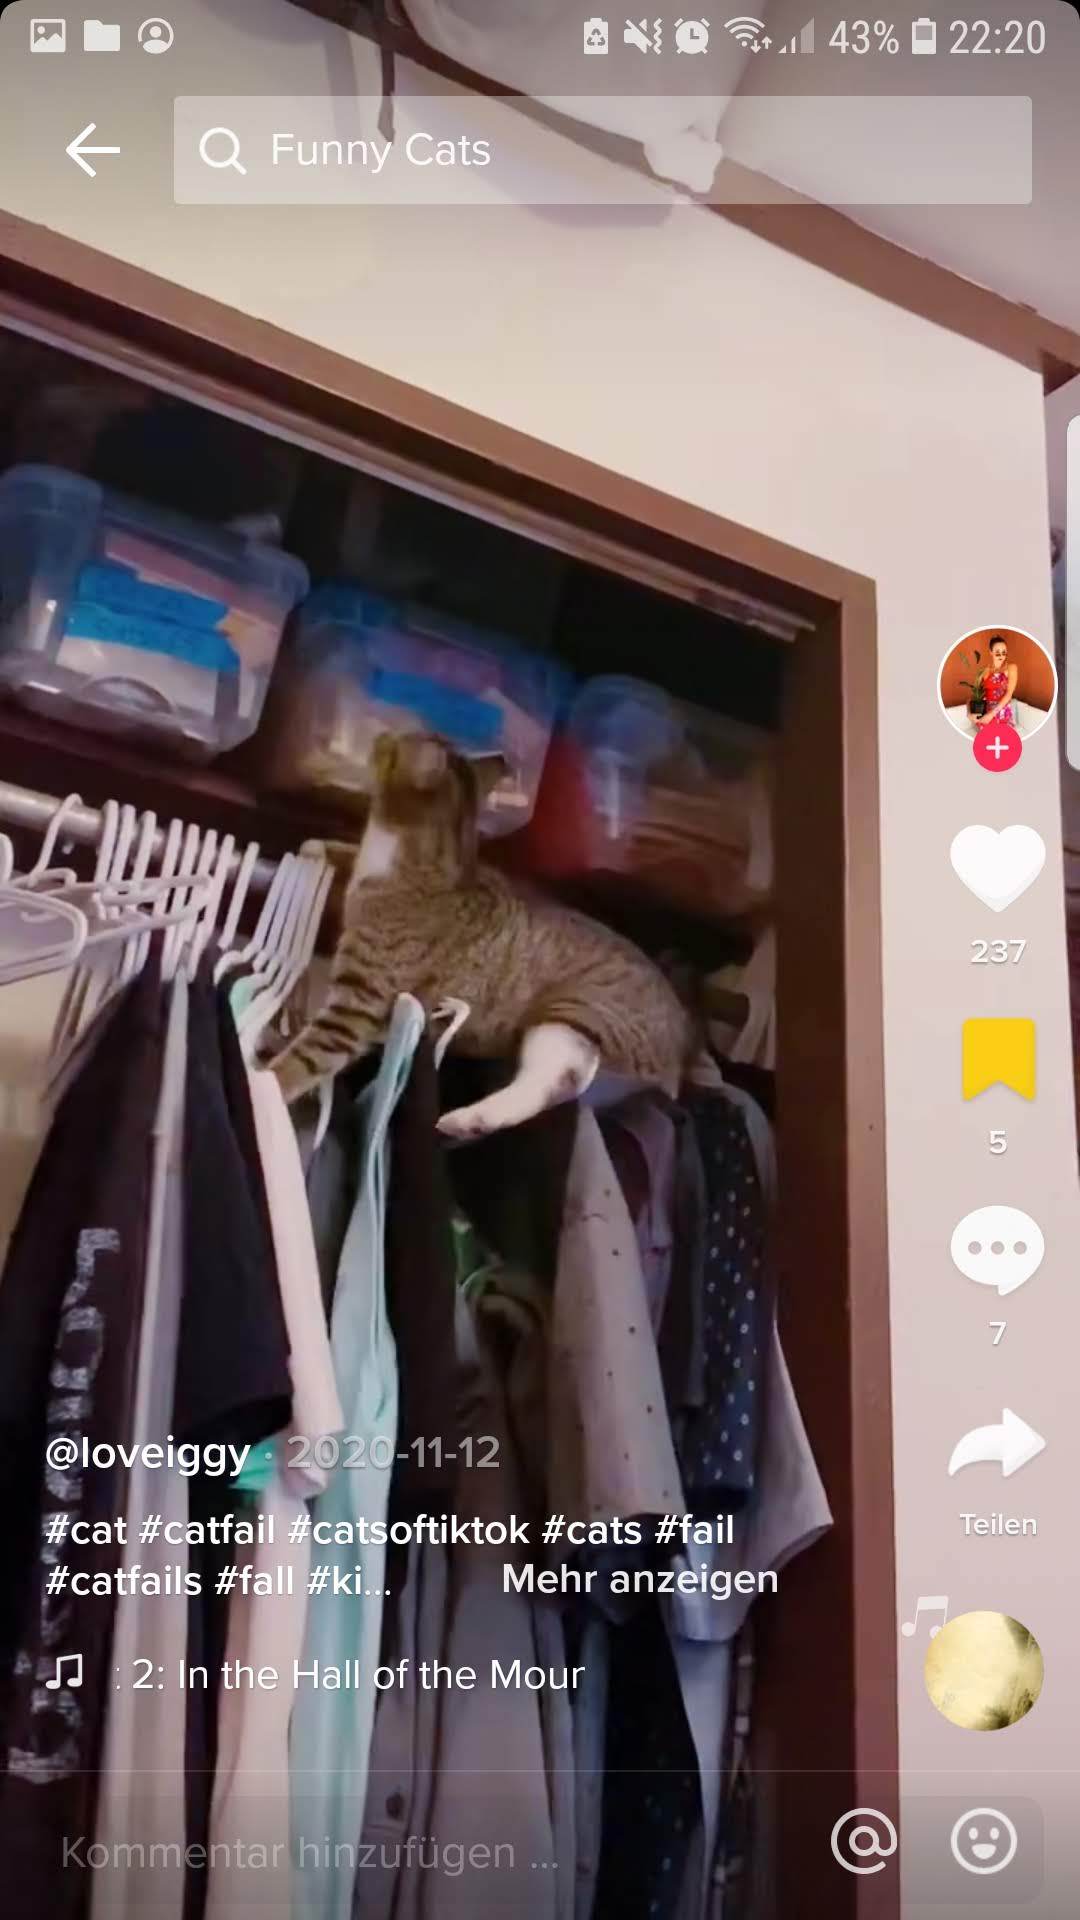 43% 22:20
Funny Cats
237
5
7
@loveiggy · 2020-11-12
#cat #catfail #catsoftiktok #cats #fail
#catfails #fall #ki... Mehr anzeigen
Teilen
: 2: In the Hall of the Mour
Kommentar hinzufügen ...